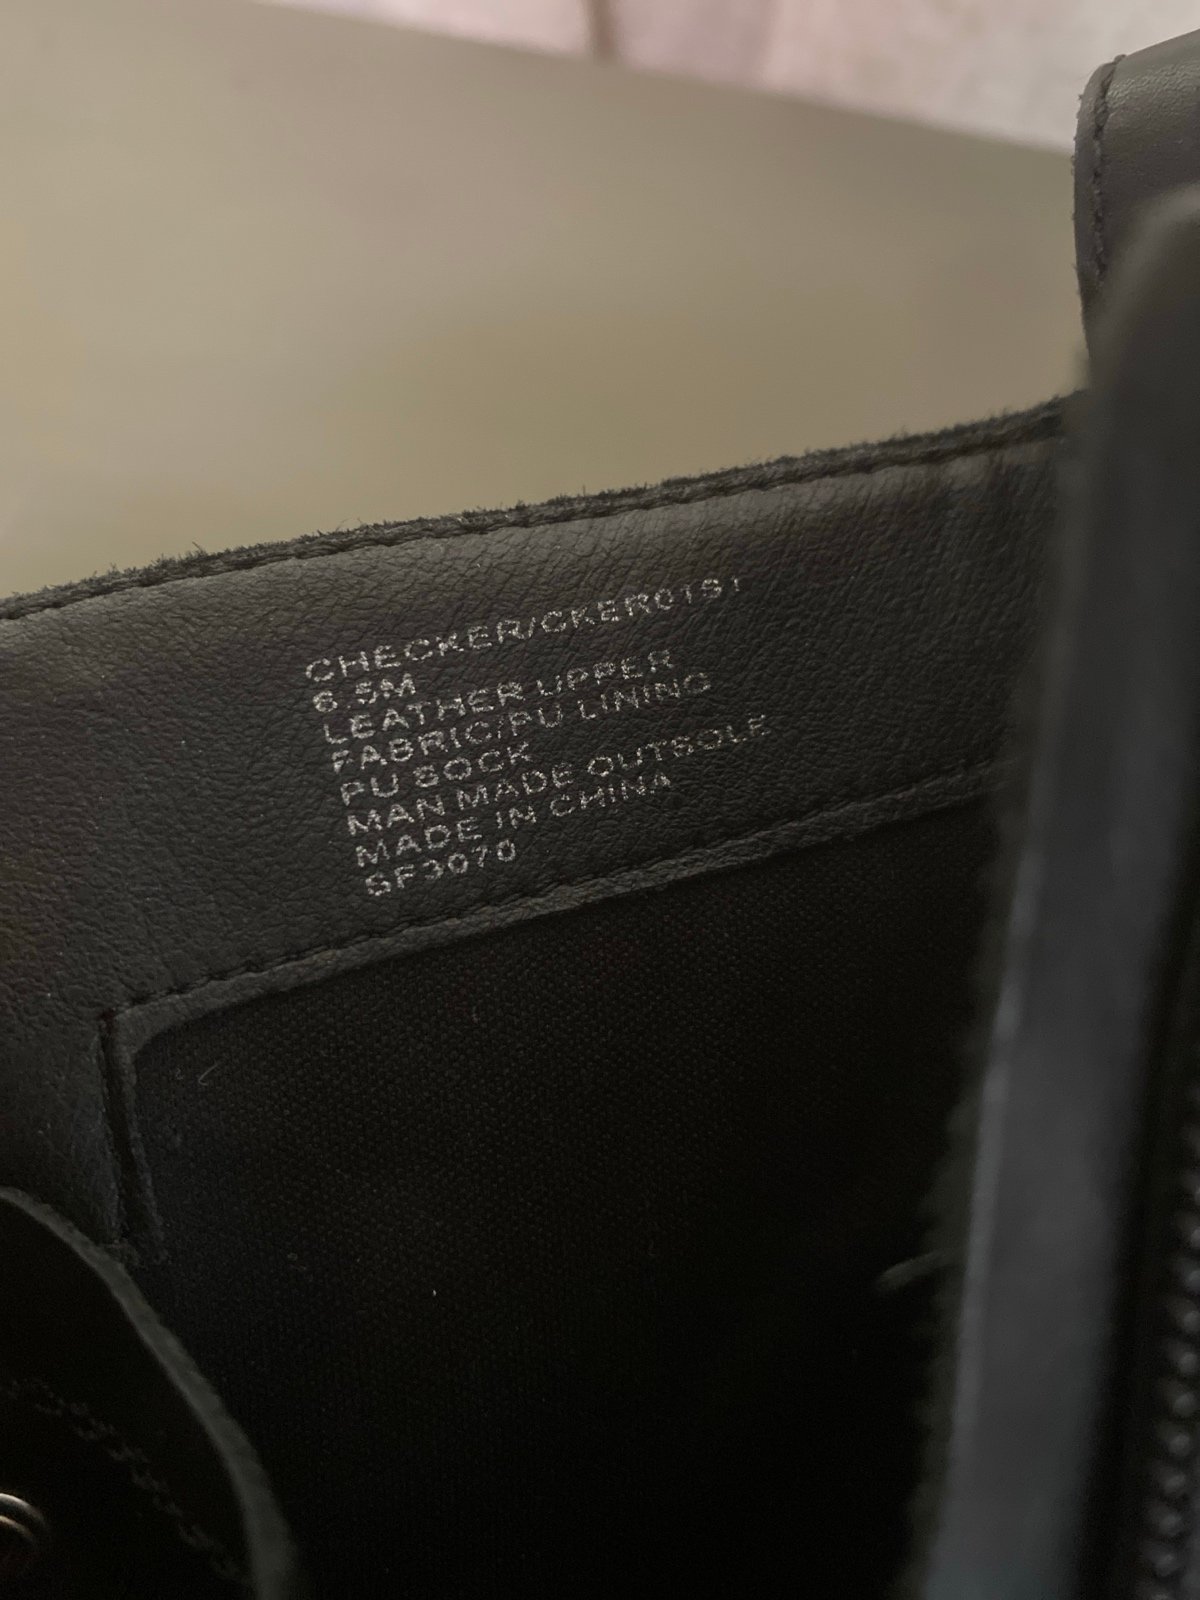 CHECKER/CKER01S1
6.5M
LEATHER UPPER
FABRIC/PU LINING
PU SOCK
MAN MADE OUTSOLE
MADE IN CHINA
SF3070